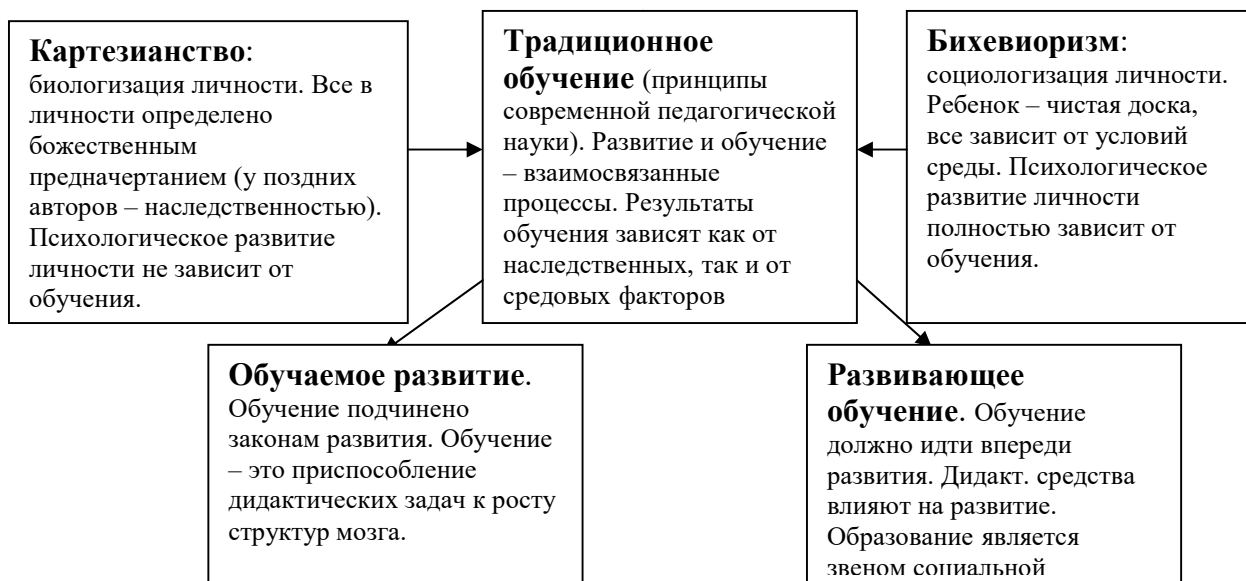 Картезианство:
биологизация личности. Все в
личности определено
божественным
предначертанием (у поздних
авторов – наследственностью).
Психологическое развитие
личности не зависит от
обучения.
Традиционное
обучение (принципы
современной педагогической
науки). Развитие и обучение
– взаимосвязанные
процессы. Результаты
обучения зависят как от
наследственных, так и от
средовых факторов
Бихевиоризм:
социологизация личности.
Ребенок – чистая доска,
все зависит от условий
среды. Психологическое
развитие личности
полностью зависит от
обучения.
Обучаемое развитие.
Обучение подчинено
законам развития. Обучение
– это приспособление
дидактических задач к росту
структур мозга.
Развивающее
обучение. Обучение
должно идти впереди
развития. Дидакт. средства
влияют на развитие.
Образование является
звеном социальной